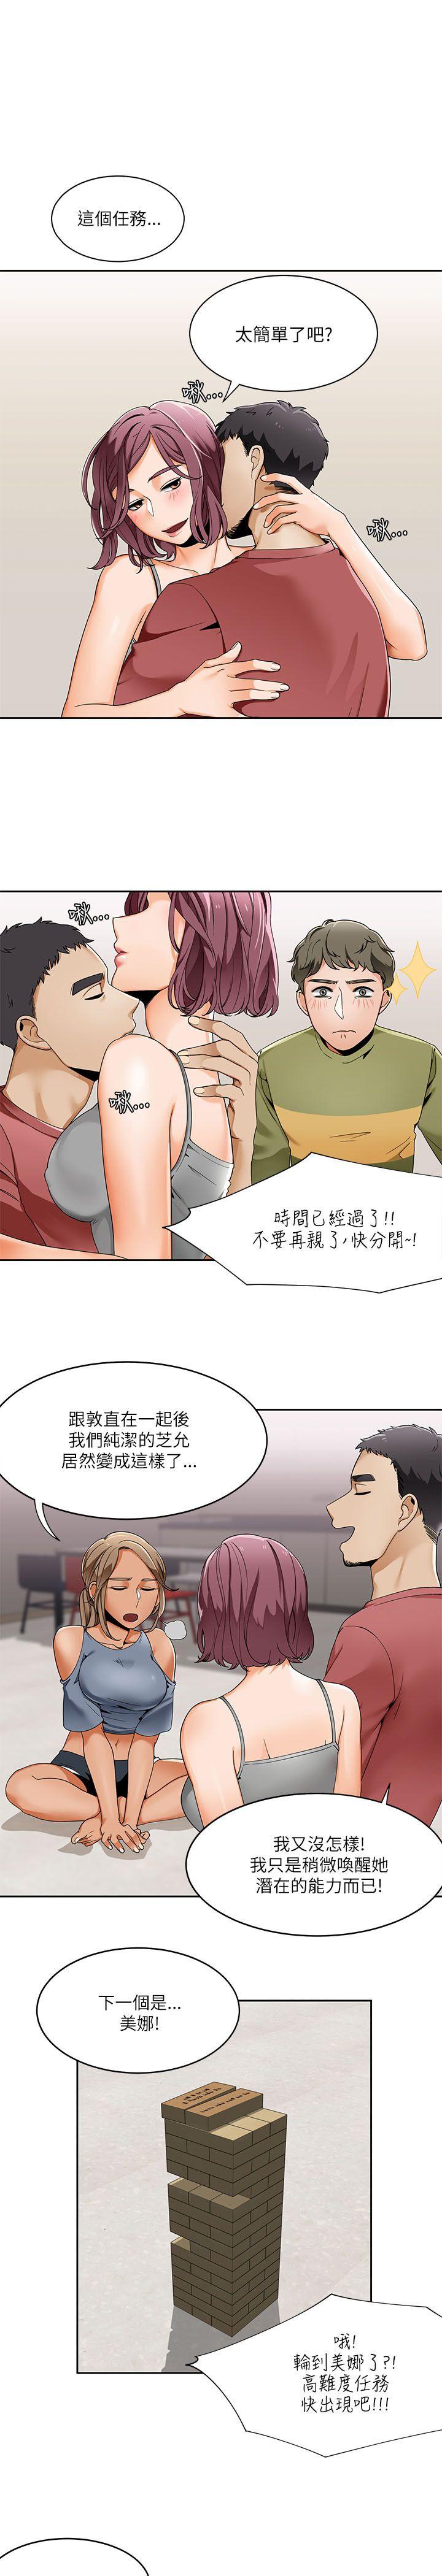 這個任務...
太簡單了吧?
啾...
啾...
啾...
啾...
時間已經過了!!
不要再親了,快分開~!
跟敦直在一起後
我們純潔的芝允
居然變成這樣了...
我又沒怎樣!
我只是稍微喚醒她
潛在的能力而已!
下一個是...
美娜!
哦!
輪到美娜了?!
高難度任務
快出現吧!!!